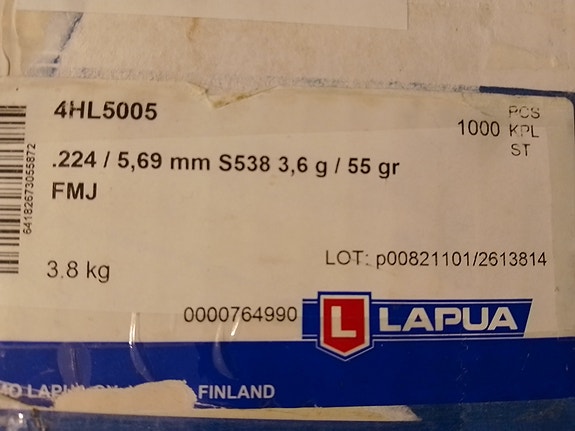 4HL5005
1000 PCS
KPL
ST
.224 / 5,69 mm S538 3,6 g / 55 gr
FMJ
6418267305872
LOT: p00821101/2613814
3.8 kg
0000764990
L LAPUA
FINLAND